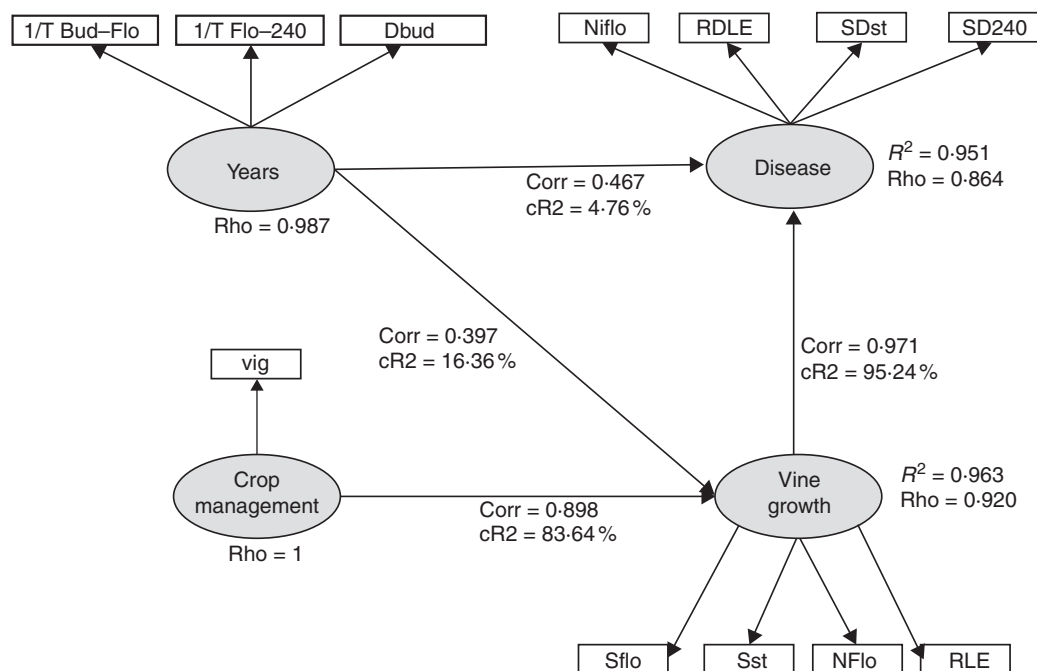 1/T Bud–Flo
1/T Flo–240
Dbud
Niflo
RDLE
SDst
SD240
Years
Rho = 0·987
Corr = 0·467
cR2 = 4·76 %
Disease
R² = 0·951
Rho = 0·864
Corr = 0·397
cR2 = 16·36 %
Corr = 0·971
cR2 = 95·24 %
vig
Crop
management
Rho = 1
Corr = 0·898
cR2 = 83·64 %
Vine
growth
R² = 0·963
Rho = 0·920
Sflo
Sst
NFlo
RLE